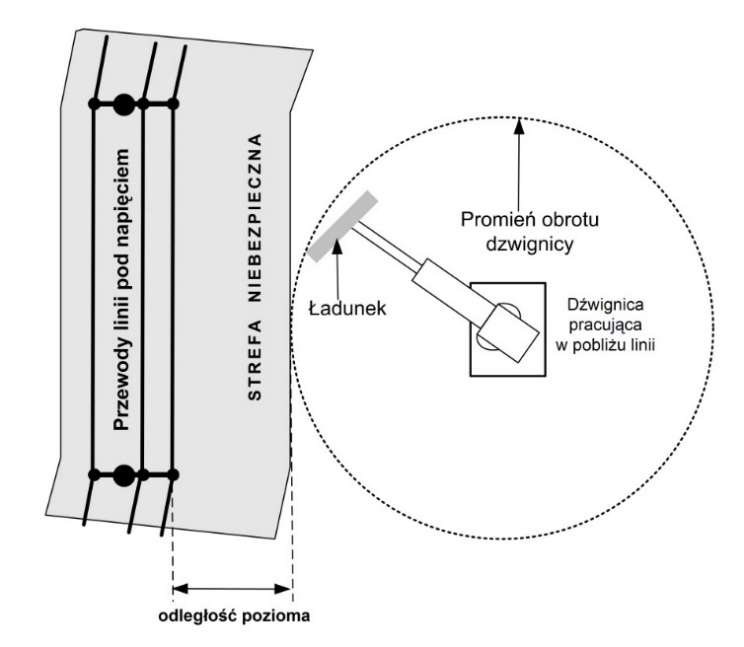 Przewody linii pod napięciem
STREFA NIEBEZPIECZNA
Promień obrotu
dzwignicy
Ładunek
Dźwignica
pracująca
w pobliżu linii
odległość pozioma